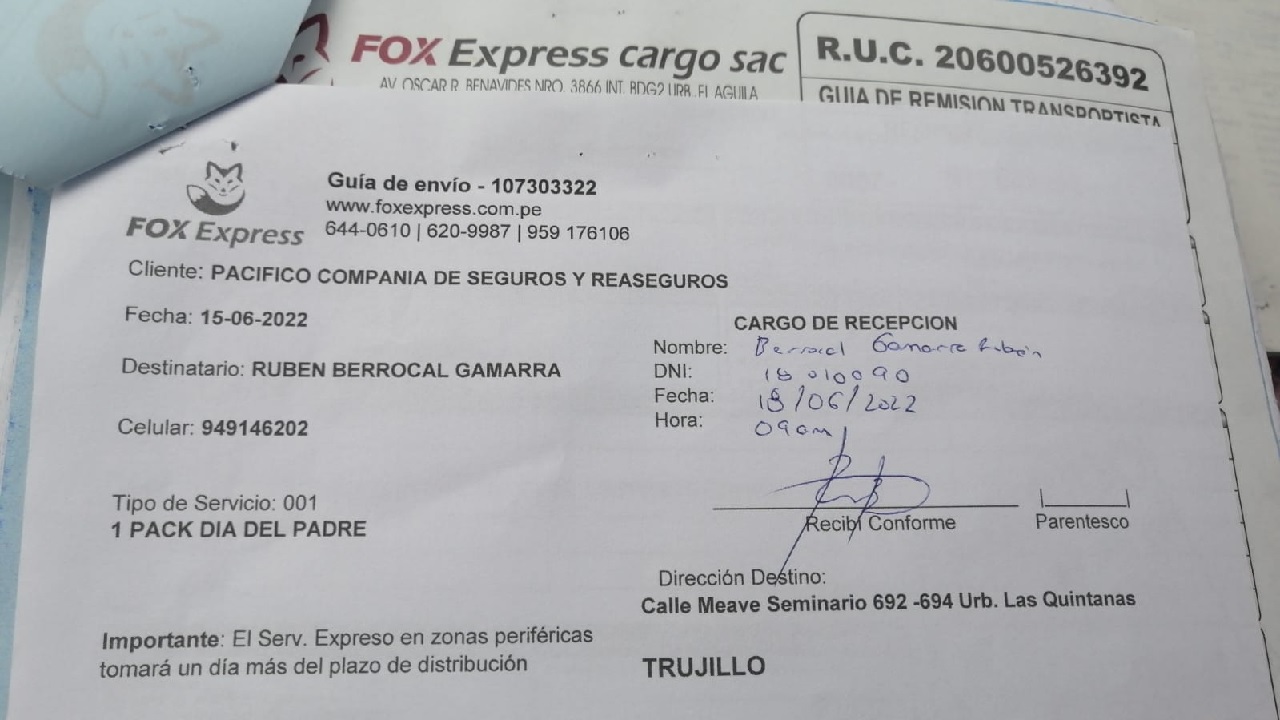 FOX Express cargo sac
AV. OSCAR R. BENAVIDES NRO. 3866 INT. BDG2 URB. EL AGUILA
R.U.C. 20600526392
GUIA DE REMISION TRANSPORTISTA
FOX Express
Guía de envío - 107303322
www.foxexpress.com.pe
644-0610 | 620-9987 | 959 176106
Cliente: PACIFICO COMPANIA DE SEGUROS Y REASEGUROS
Fecha: 15-06-2022
Destinatario: RUBEN BERROCAL GAMARRA
Celular: 949146202
Tipo de Servicio: 001
1 PACK DIA DEL PADRE
Importante: El Serv. Expreso en zonas periféricas
tomará un día más del plazo de distribución
CARGO DE RECEPCION
Nombre: Berrocal Gamarra Rubén
DNI: 18010090
Fecha: 18/06/2022
Hora: 09am
Recibí Conforme
Parentesco
Dirección Destino:
Calle Meave Seminario 692 -694 Urb. Las Quintanas
TRUJILLO